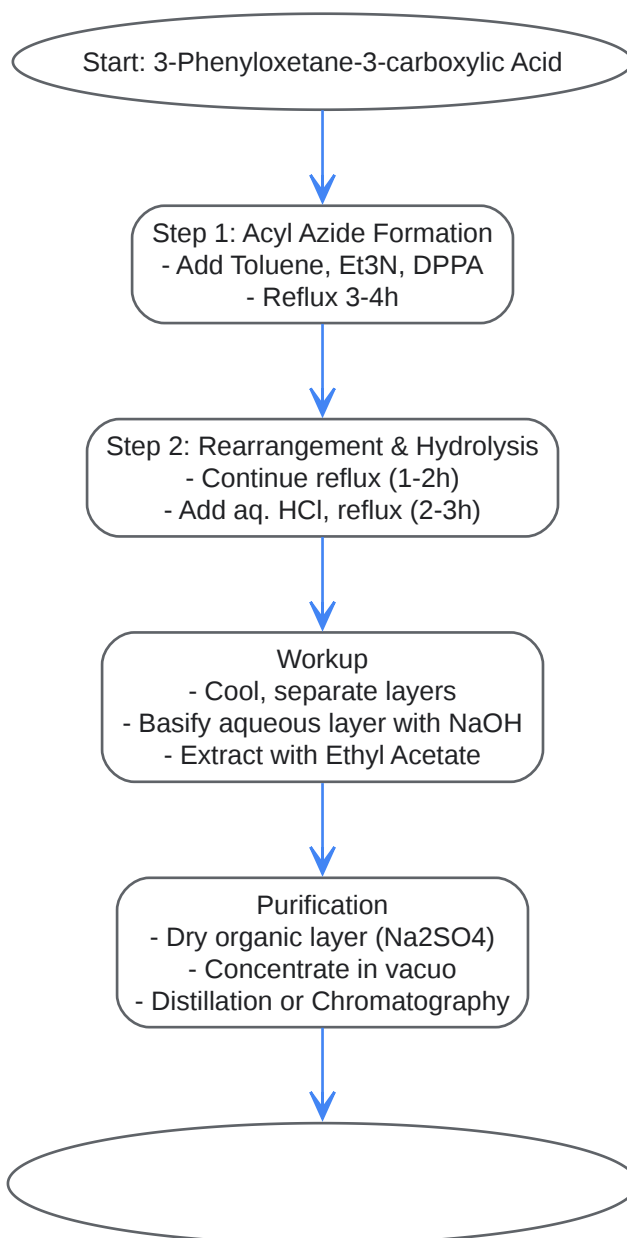 Start: 3-Phenyloxetane-3-carboxylic Acid
Step 1: Acyl Azide Formation
- Add Toluene, Et3N, DPPA
- Reflux 3-4h
Step 2: Rearrangement & Hydrolysis
- Continue reflux (1-2h)
- Add aq. HCl, reflux (2-3h)
Workup
- Cool, separate layers
- Basify aqueous layer with NaOH
- Extract with Ethyl Acetate
Purification
- Dry organic layer (Na2SO4)
- Concentrate in vacuo
- Distillation or Chromatography